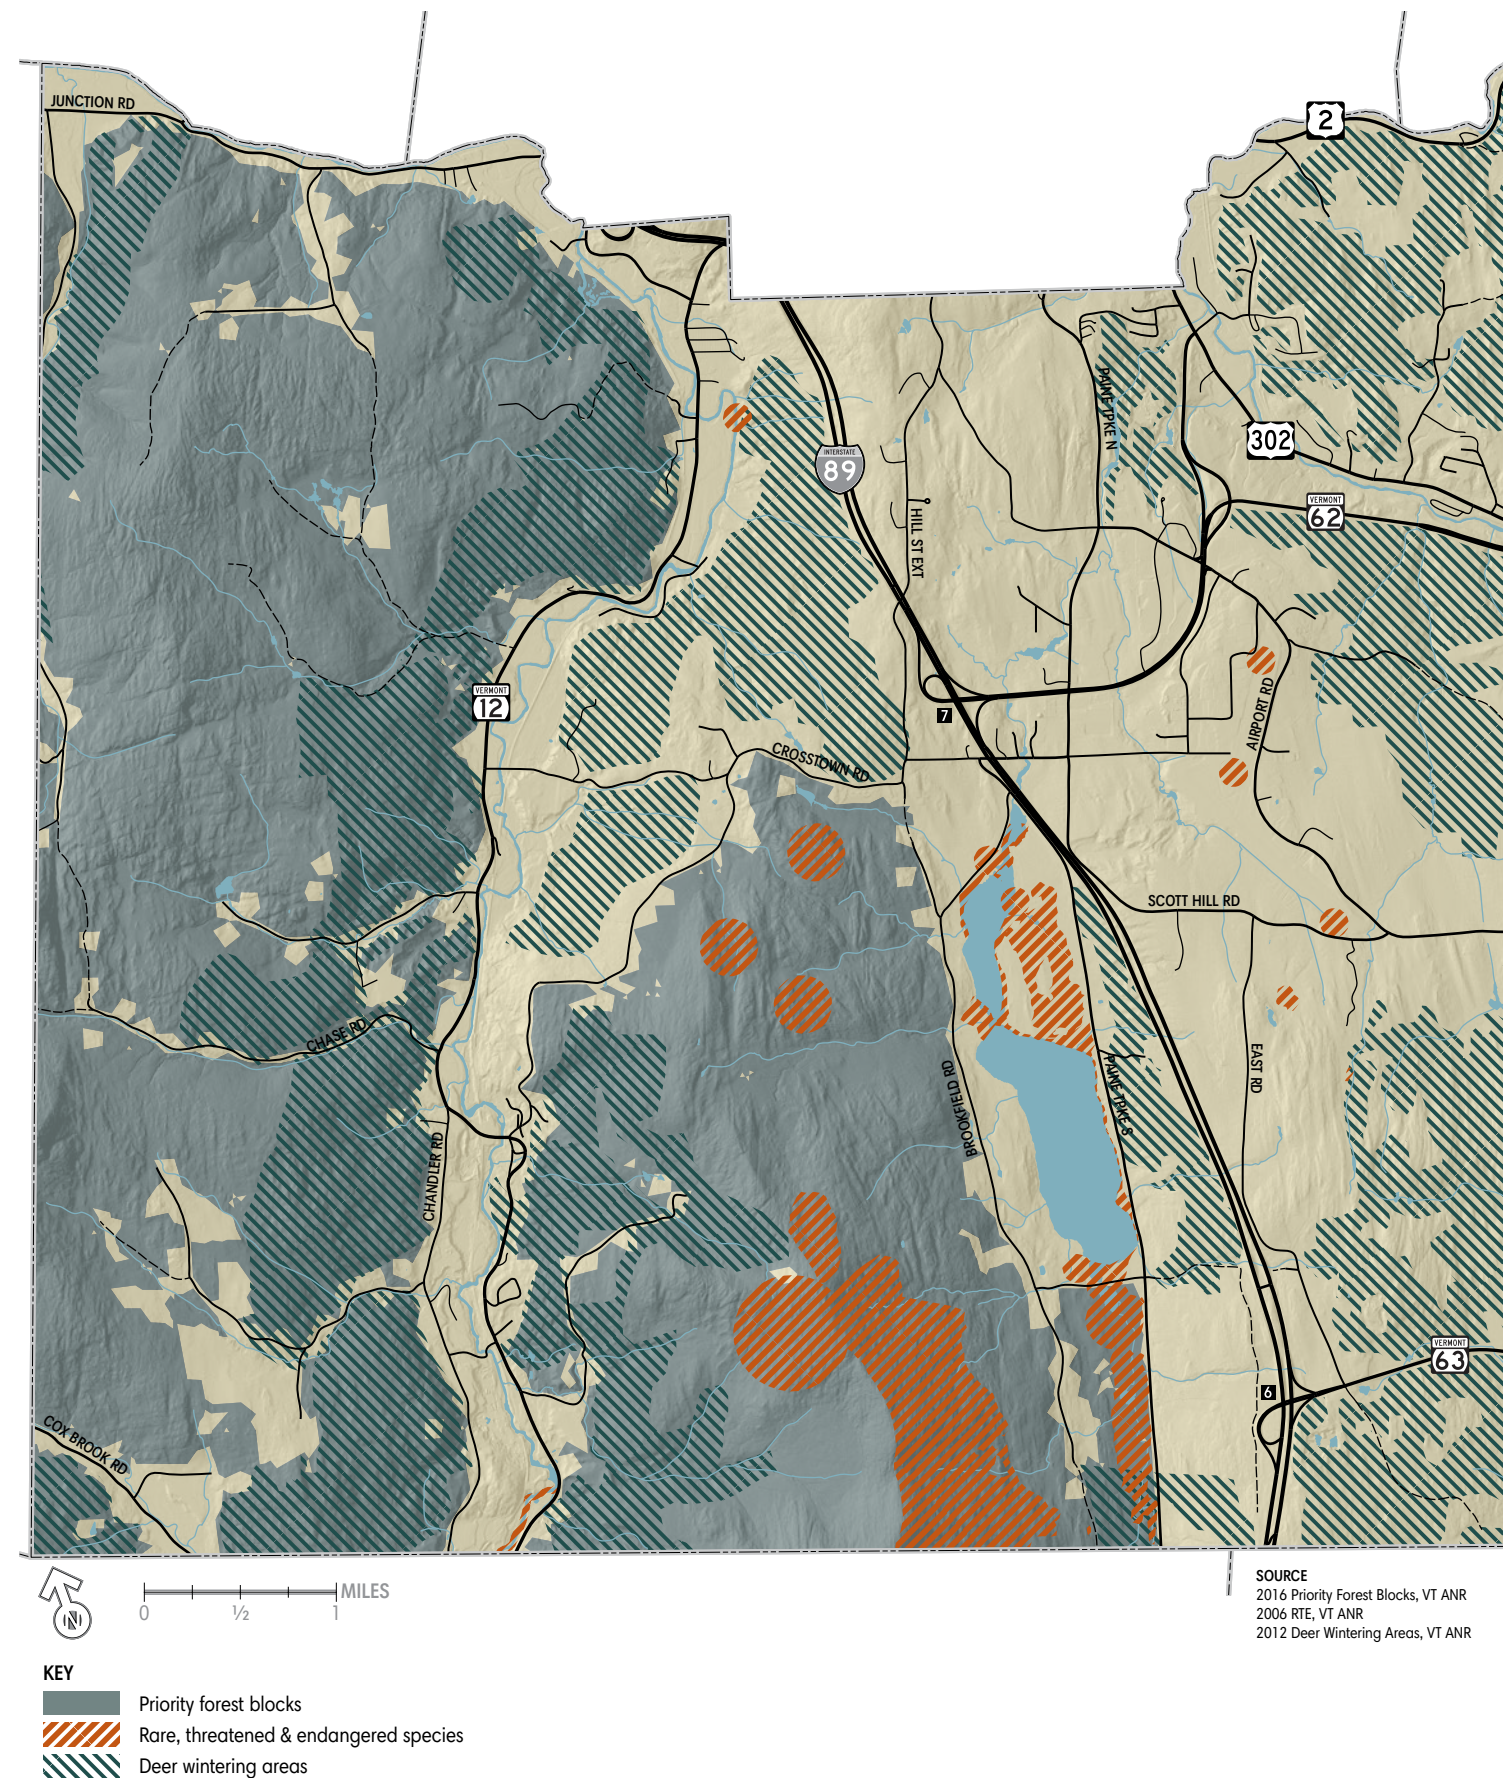 JUNCTION RD
2
302
INTERSTATE
89
PAINE TPKE N
VERMONT
62
HILL ST EXT
VERMONT
12
7
AIRPORT RD
CROSSTOWN RD
SCOTT HILL RD
CHASE RD
EAST RD
BROOKFIELD RD
PAINE TPKE S
CHANDLER RD
VERMONT
63
6
COX BROOK RD
N
MILES
0
½
1
SOURCE
2016 Priority Forest Blocks, VT ANR
2006 RTE, VT ANR
2012 Deer Wintering Areas, VT ANR
KEY
Priority forest blocks
Rare, threatened & endangered species
Deer wintering areas